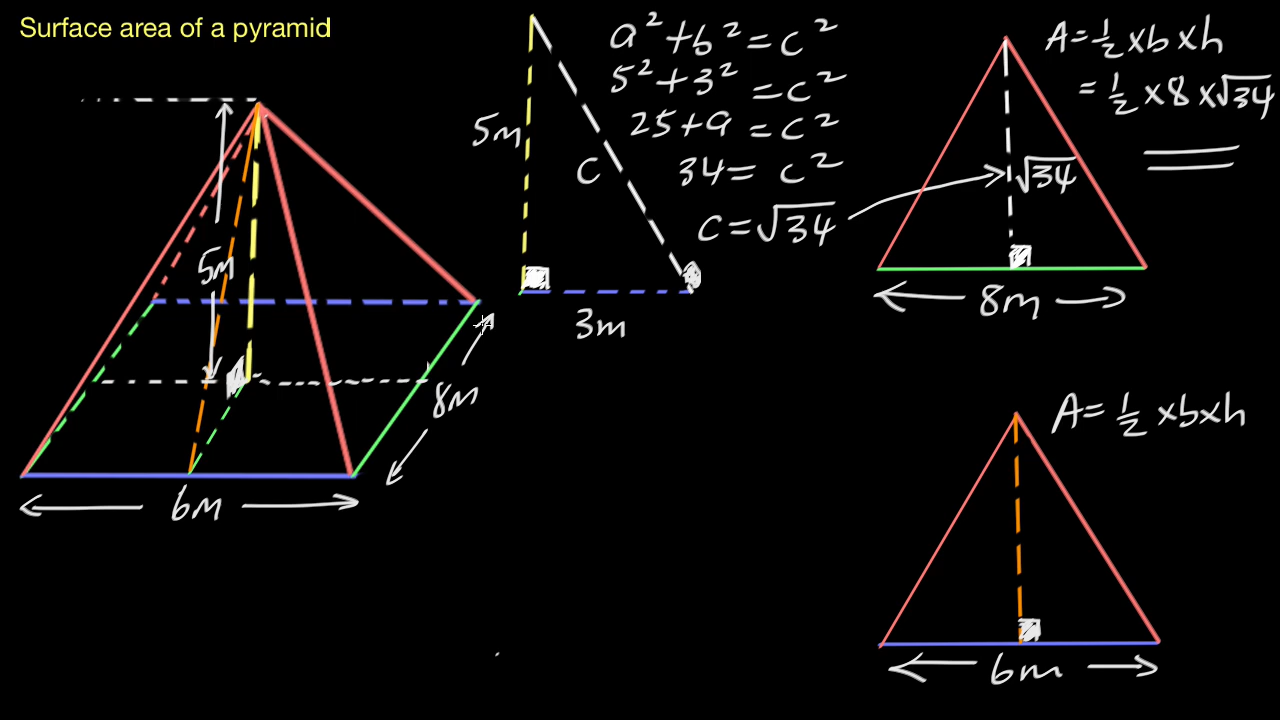 Surface area of a pyramid
5m
8m
6m
5m
c
3m
a² + b² = c²
5² + 3² = c²
25 + 9 = c²
34 = c²
c = √34
A = ½ × b × h
= ½ × 8 × √34
√34
8m
A = ½ × b × h
6m